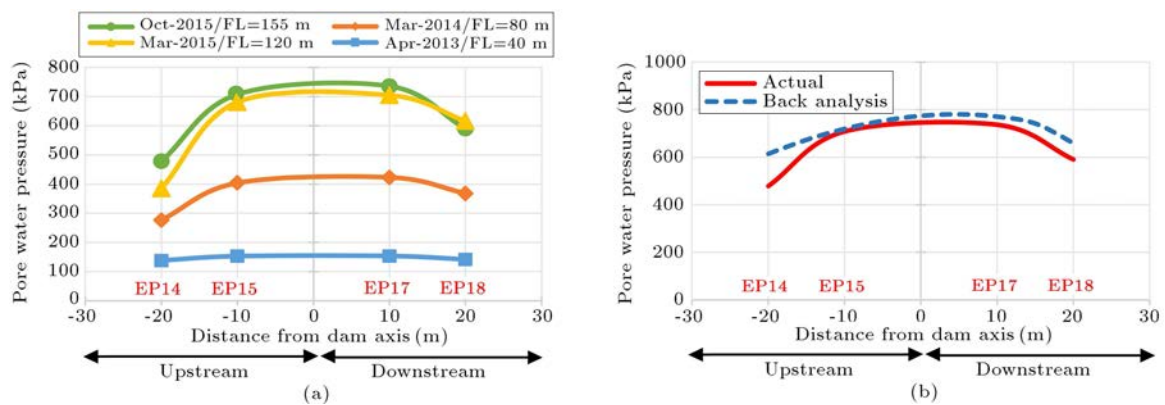 Oct-2015/FL=155 m
Mar-2014/FL=80 m
Mar-2015/FL=120 m
Apr-2013/FL=40 m
Pore water pressure (kPa)
800
700
600
500
400
300
200
100
0
EP14 EP15 EP17 EP18
-30 -20 -10 0 10 20 30
Distance from dam axis (m)
Upstream Downstream
(a)
Actual
Back analysis
Pore water pressure (kPa)
1000
800
600
400
200
0
EP14 EP15 EP17 EP18
-30 -20 -10 0 10 20 30
Distance from dam axis (m)
Upstream Downstream
(b)